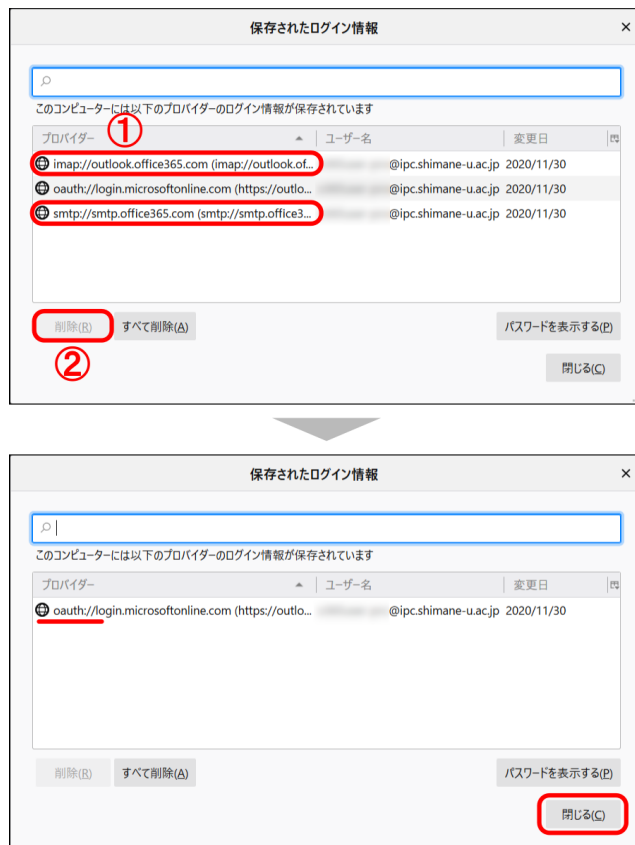 保存されたログイン情報
このコンピューターには以下のプロバイダーのログイン情報が保存されています
①
プロバイダー ユーザー名 変更日
imap://outlook.office365.com (imap://outlook.of... @ipc.shimane-u.ac.jp 2020/11/30
oauth://login.microsoftonline.com (https://outlo... @ipc.shimane-u.ac.jp 2020/11/30
smtp://smtp.office365.com (smtp://smtp.office3... @ipc.shimane-u.ac.jp 2020/11/30
削除(R) すべて削除(A) パスワードを表示する(P)
②
閉じる(C)
保存されたログイン情報
このコンピューターには以下のプロバイダーのログイン情報が保存されています
プロバイダー ユーザー名 変更日
oauth://login.microsoftonline.com (https://outlo... @ipc.shimane-u.ac.jp 2020/11/30
削除(R) すべて削除(A) パスワードを表示する(P)
閉じる(C)